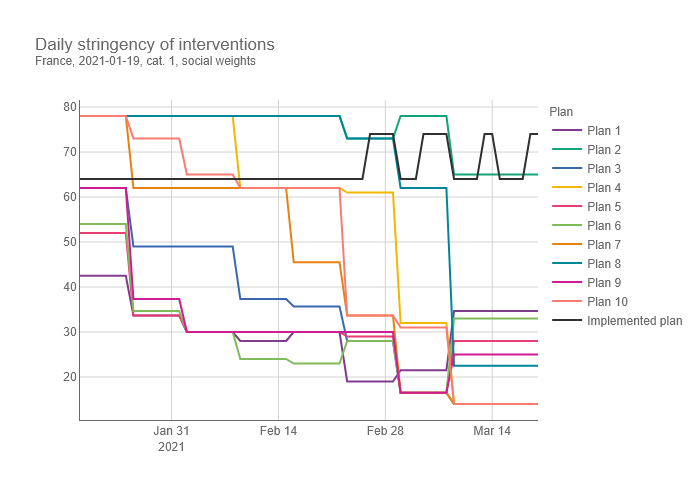 Daily stringency of interventions
France, 2021-01-19, cat. 1, social weights
80
70
60
50
40
30
20
Jan 31
2021
Feb 14
Feb 28
Mar 14
Plan
Plan 1
Plan 2
Plan 3
Plan 4
Plan 5
Plan 6
Plan 7
Plan 8
Plan 9
Plan 10
Implemented plan